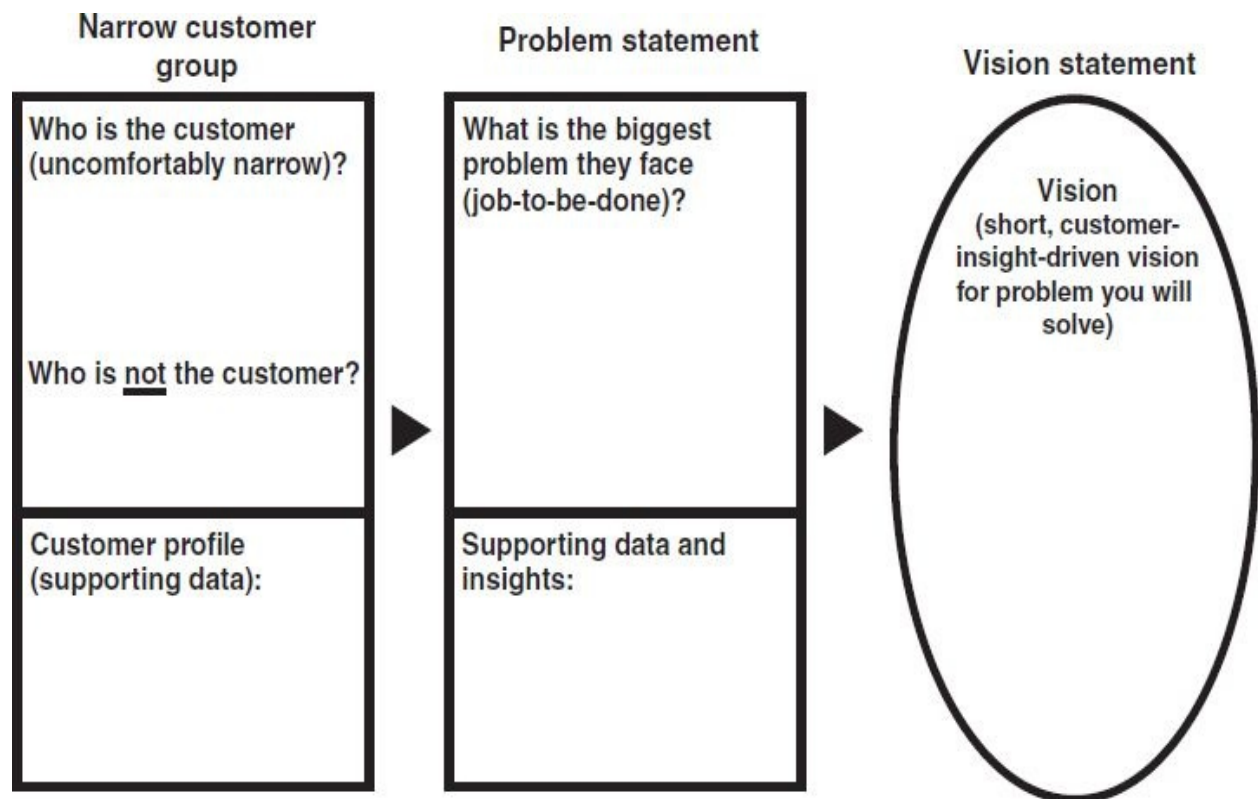 Narrow customer
group
Who is the customer
(uncomfortably narrow)?
Who is not the customer?
Customer profile
(supporting data):
Problem statement
What is the biggest
problem they face
(job-to-be-done)?
Supporting data and
insights:
Vision statement
Vision
(short, customer-
insight-driven vision
for problem you will
solve)